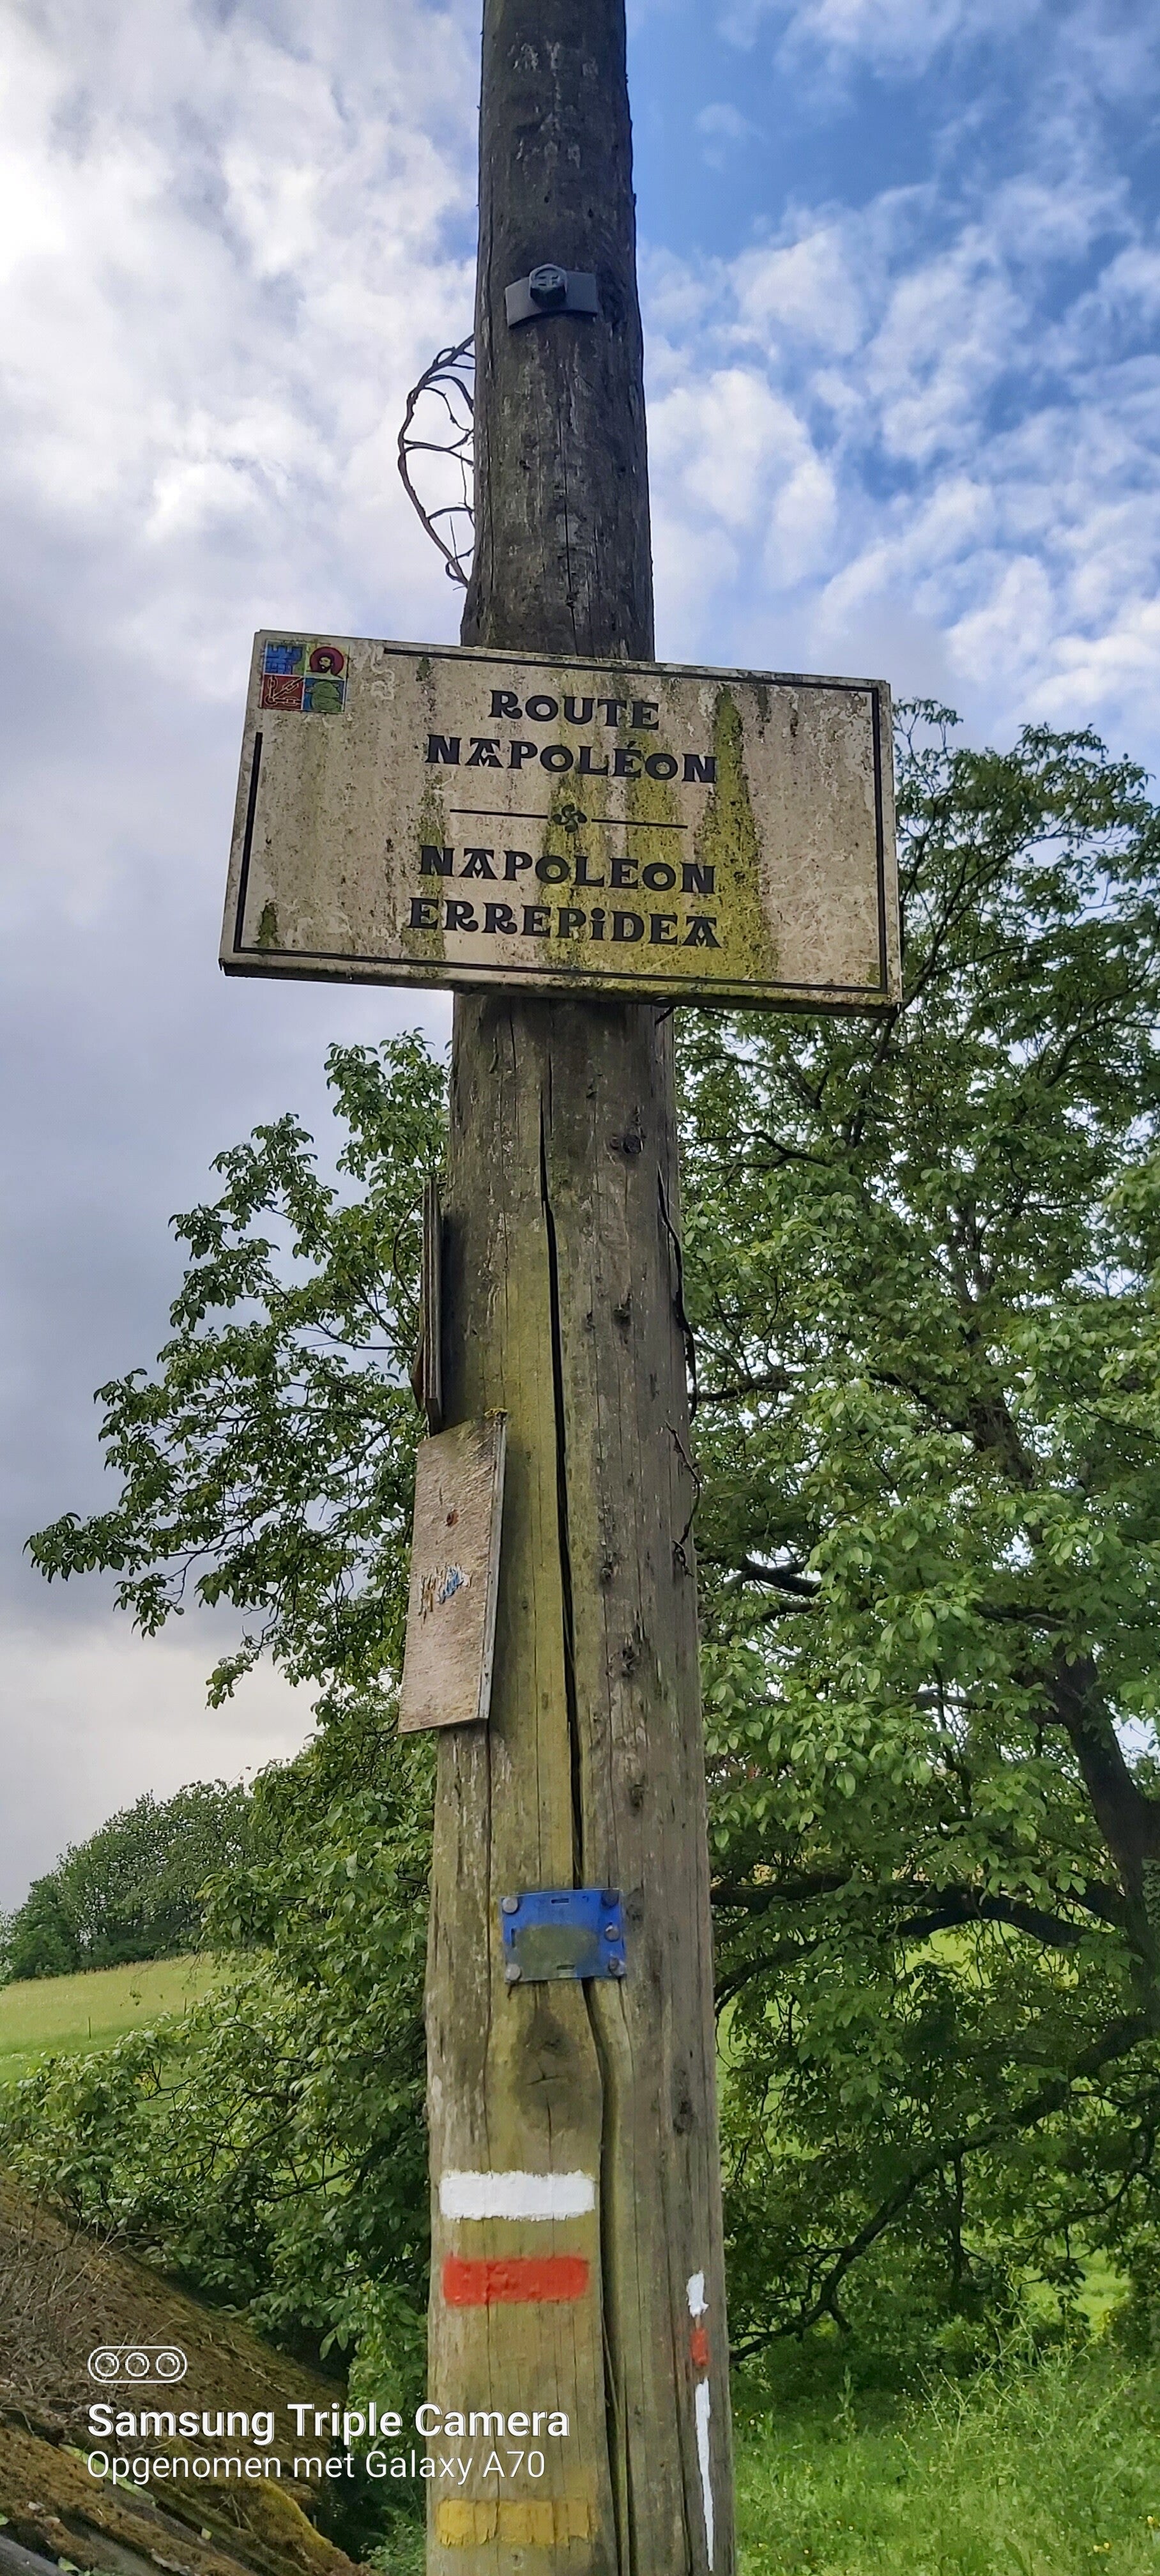 ROUTE
NAPOLÉON
NAPOLEON
ERREPiDEA
Samsung Triple Camera
Opgenomen met Galaxy A70